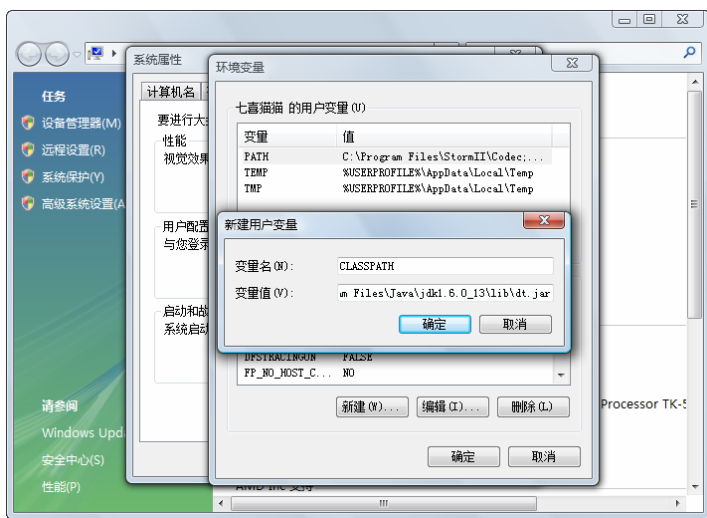 系统属性
环境变量
任务
设备管理器(M)
远程设置(R)
系统保护(Y)
高级系统设置(A
请参阅
Windows Upd
安全中心(S)
性能(P)
计算机名
要进行大
性能
视觉效果
用户配置
与您登录
启动和故
系统启动
七喜猫猫 的用户变量(U)
变量 值
PATH C:\Program Files\StormII\Codec;...
TEMP %USERPROFILE%\AppData\Local\Temp
TMP %USERPROFILE%\AppData\Local\Temp
新建用户变量
变量名(N): CLASSPATH
变量值(V): m Files\Java\jdk1.6.0_13\lib\dt.jar
确定 取消
DFSTRACINGON FALSE
FP_NO_HOST_C... NO
新建(W)... 编辑(I)... 删除(L)
确定 取消
Processor TK-5